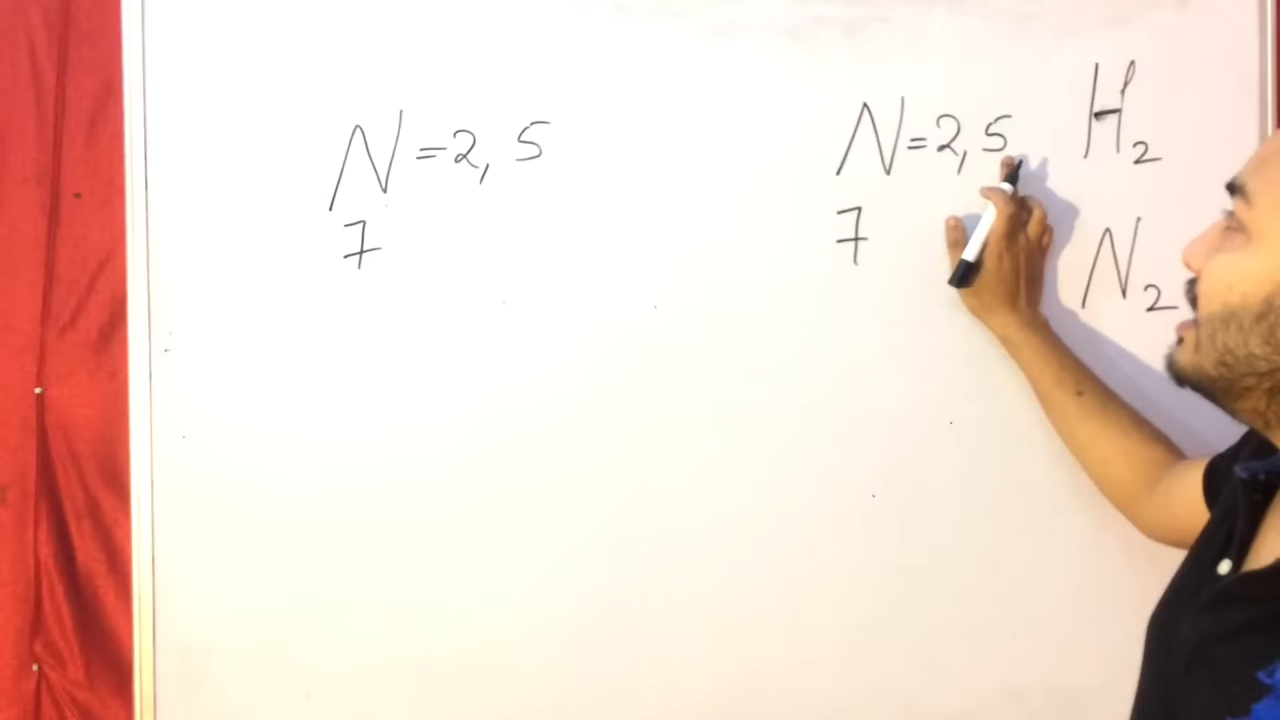 N = 2, 5
7
N = 2, 5
7
H₂
N₂